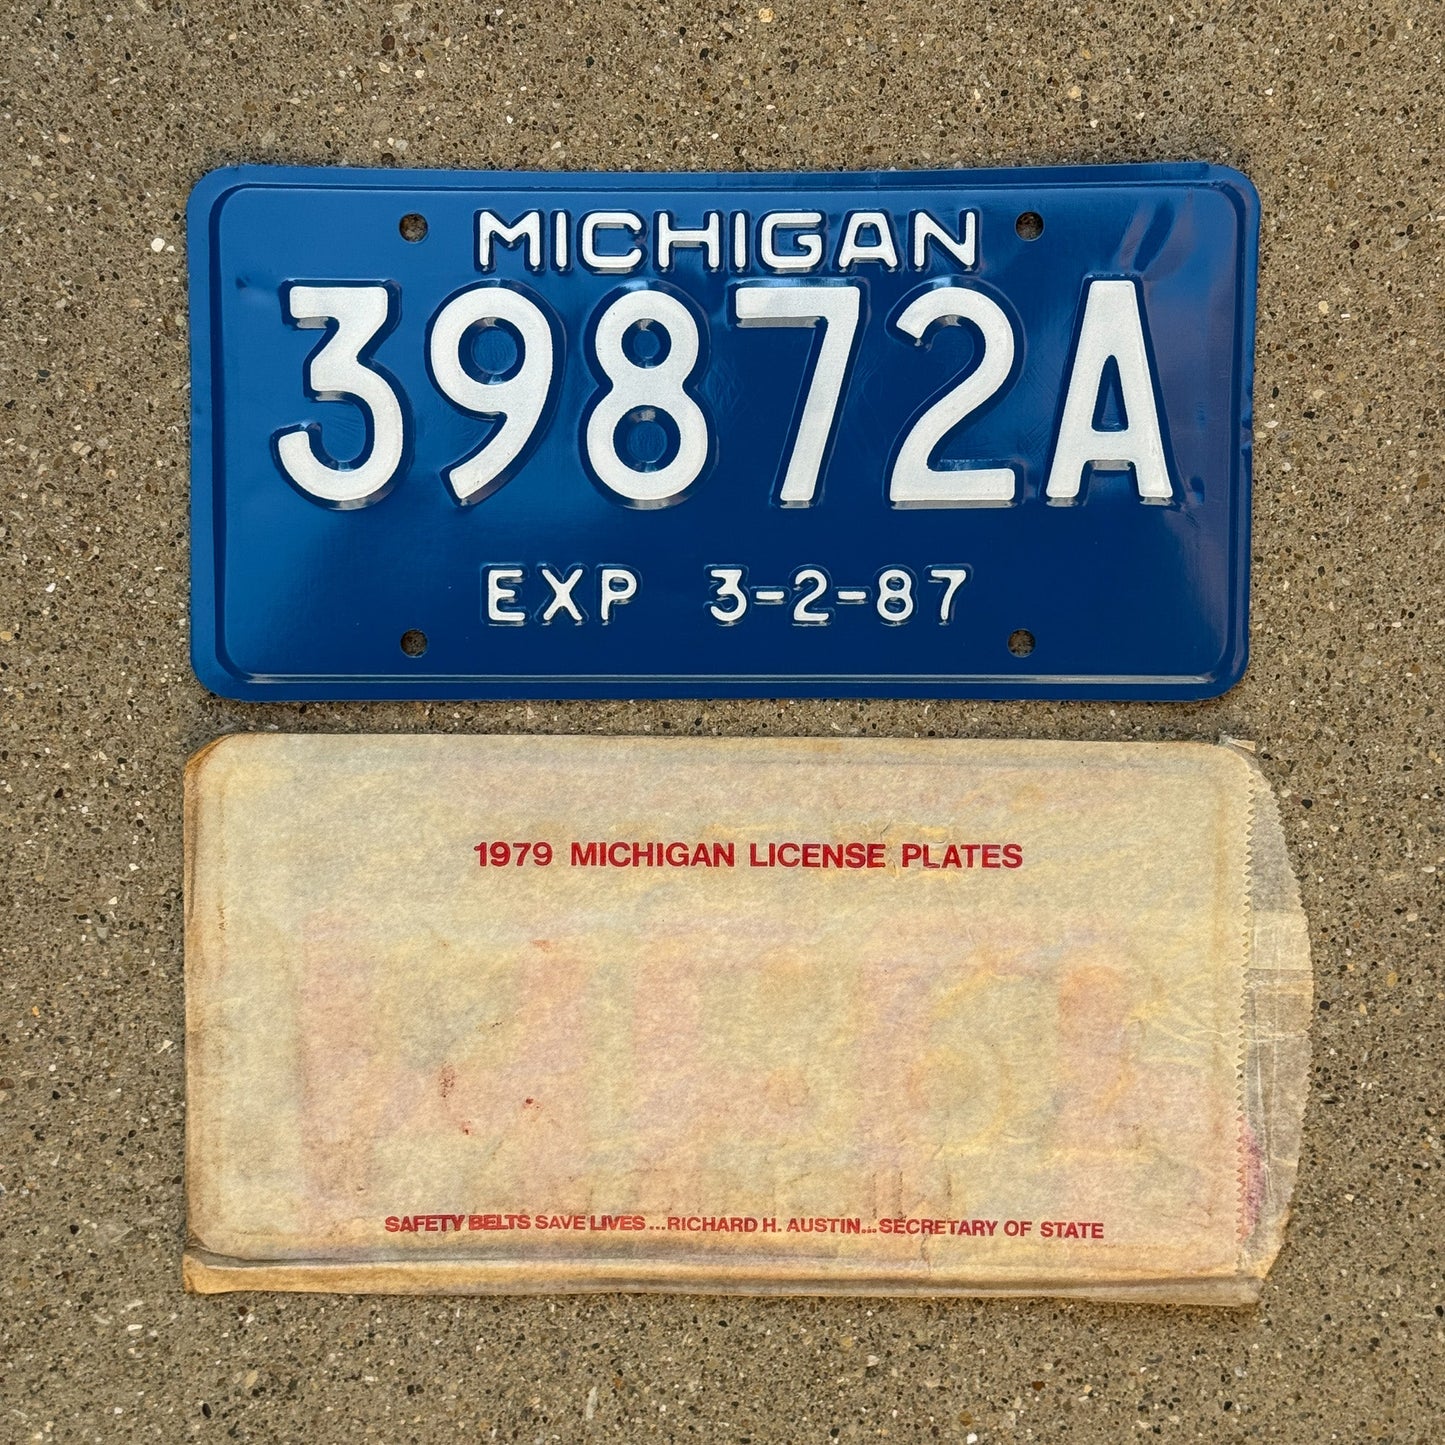 MICHIGAN
39872A
EXP 3-2-87
1979 MICHIGAN LICENSE PLATES
SAFETY BELTS SAVE LIVES...RICHARD H. AUSTIN...SECRETARY OF STATE